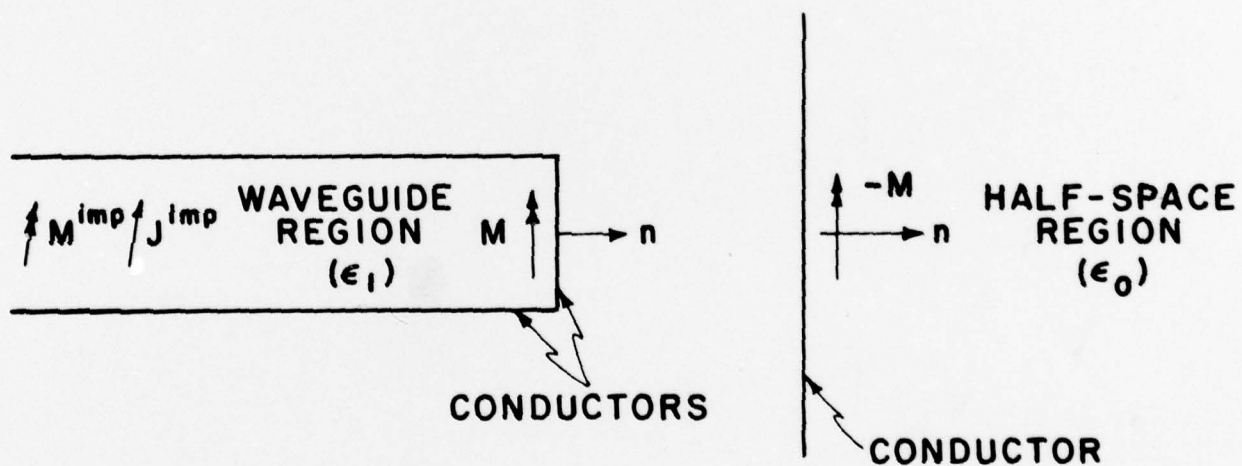 M^imp J^imp WAVEGUIDE REGION (ε₁) M n
CONDUCTORS
-M n HALF-SPACE REGION (ε₀)
CONDUCTOR